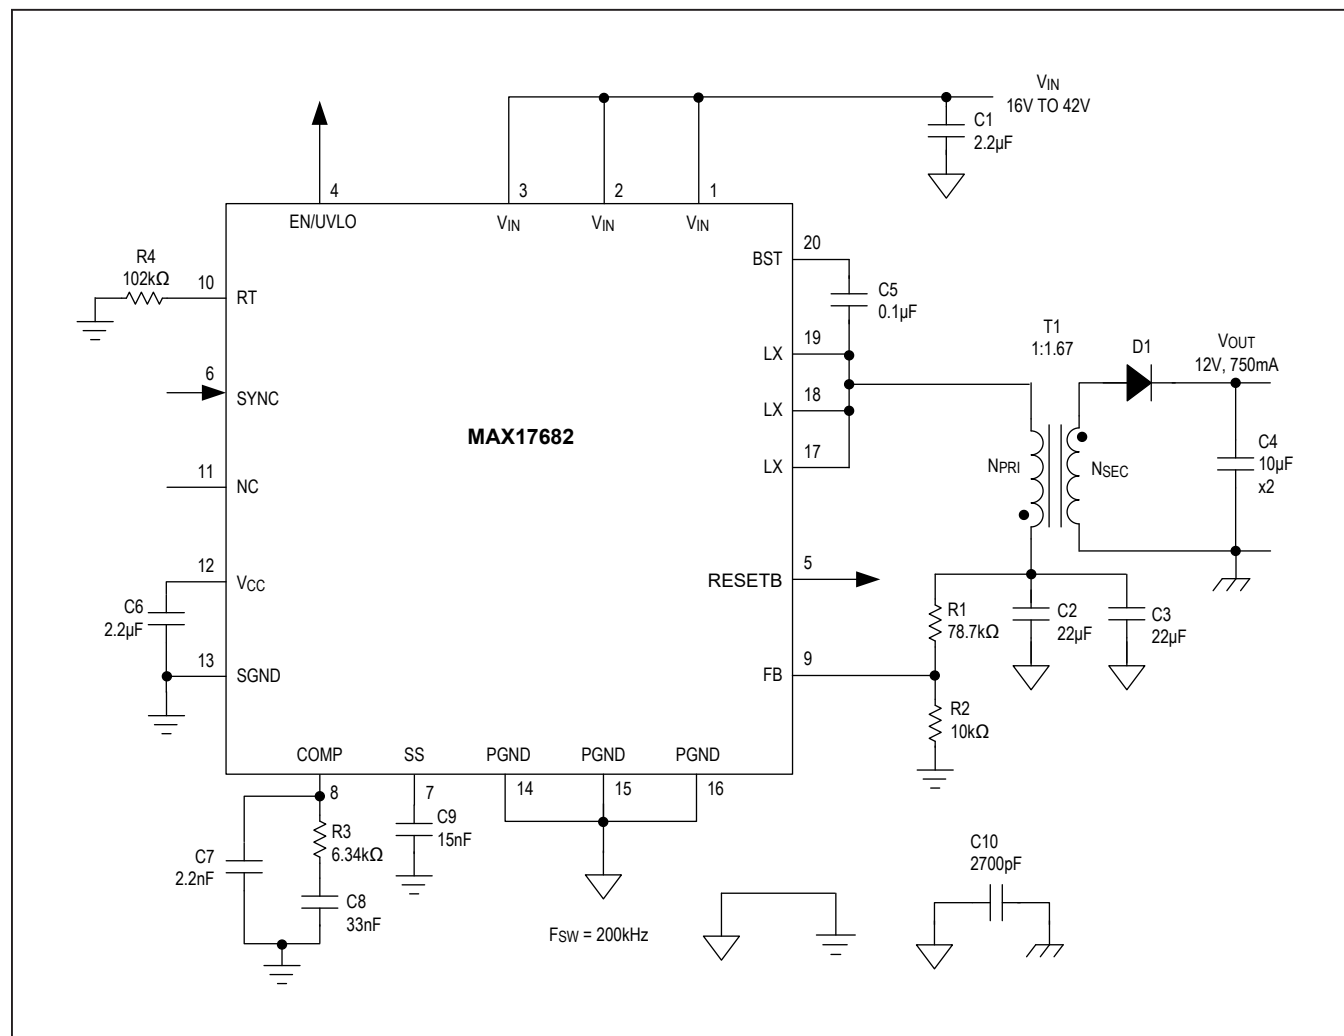 VIN
16V TO 42V
C1
2.2µF
4
3
2
1
EN/UVLO
VIN
VIN
VIN
20
BST
R4
102kΩ
10
RT
C5
0.1µF
T1
1:1.67
19
LX
D1
VOUT
12V, 750mA
6
SYNC
18
LX
MAX17682
17
LX
NPRI
NSEC
C4
10µF
x2
11
NC
12
VCC
5
RESETB
C6
2.2µF
R1
78.7kΩ
C2
22µF
C3
22µF
13
SGND
9
FB
R2
10kΩ
COMP
SS
PGND
PGND
PGND
8
7
14
15
16
R3
6.34kΩ
C9
15nF
C7
2.2nF
C8
33nF
C10
2700pF
FSW = 200kHz